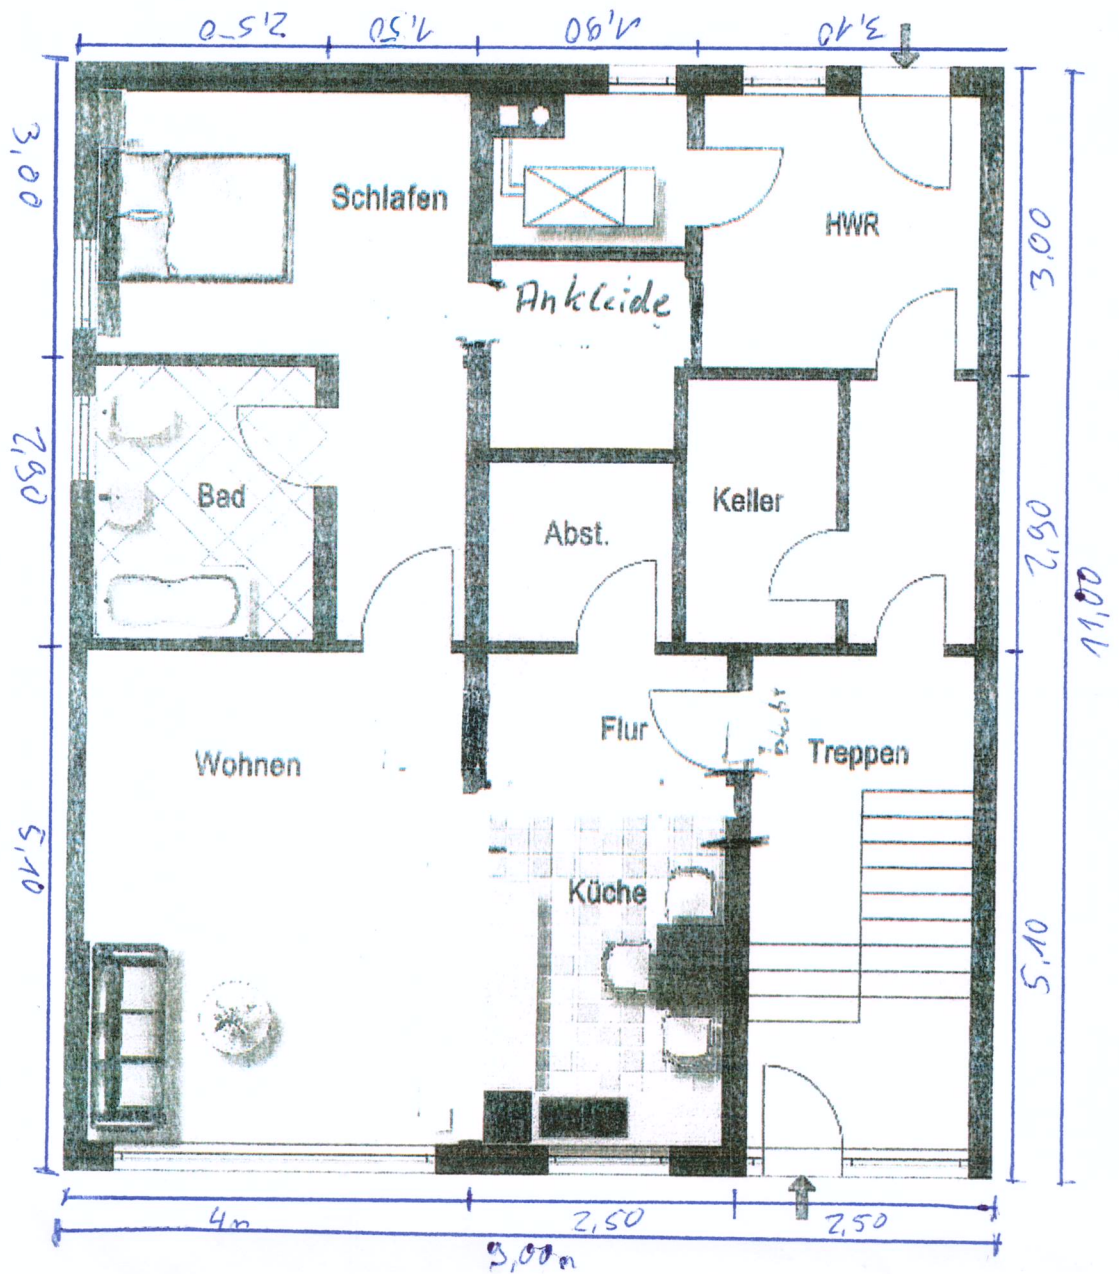 2,50 1,50 1,90 3,10
3,00
Schlafen
HWR
3,00
Ankleide
2,90
Bad
Keller
Abst.
2,90
11,00
Flur
Treppen
Wohnen
5,10
Küche
5,10
4m 2,50 2,50
9,00m